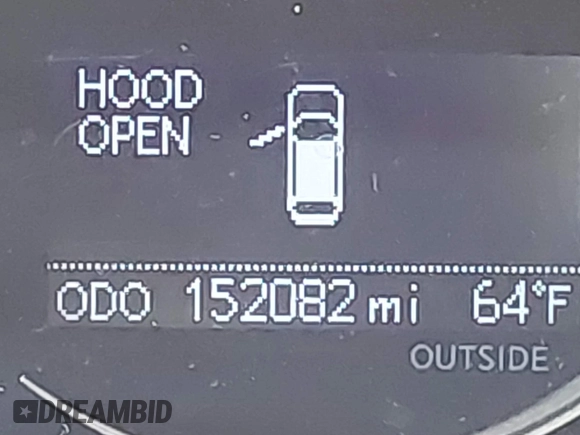 HOOD
OPEN
ODO 152082 mi 64°F
OUTSIDE
DREAMBID